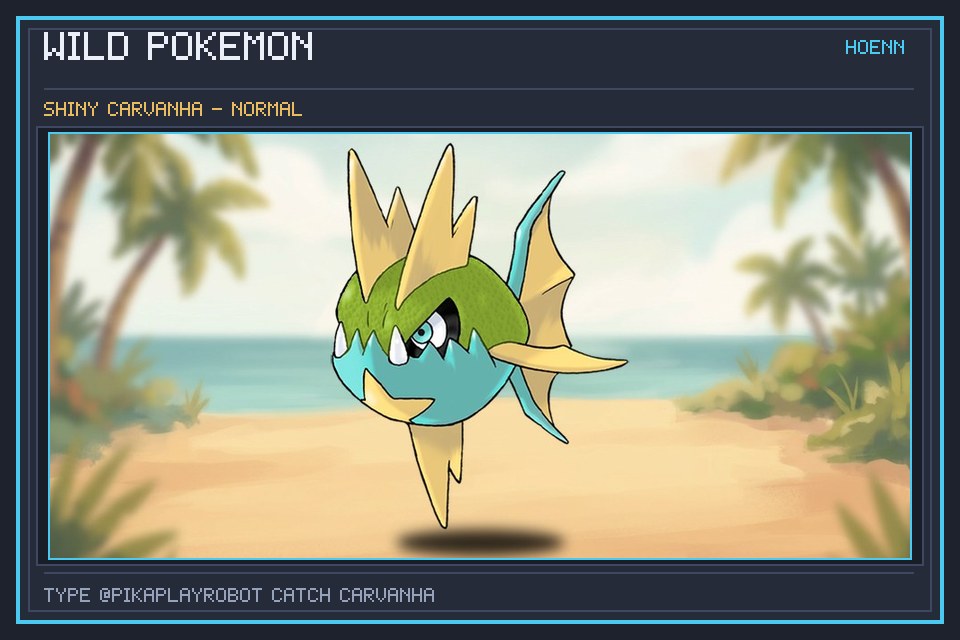 WILD POKEMON
HOENN
SHINY CARVANHA - NORMAL
TYPE @PIKAPLAYROBOT CATCH CARVANHA